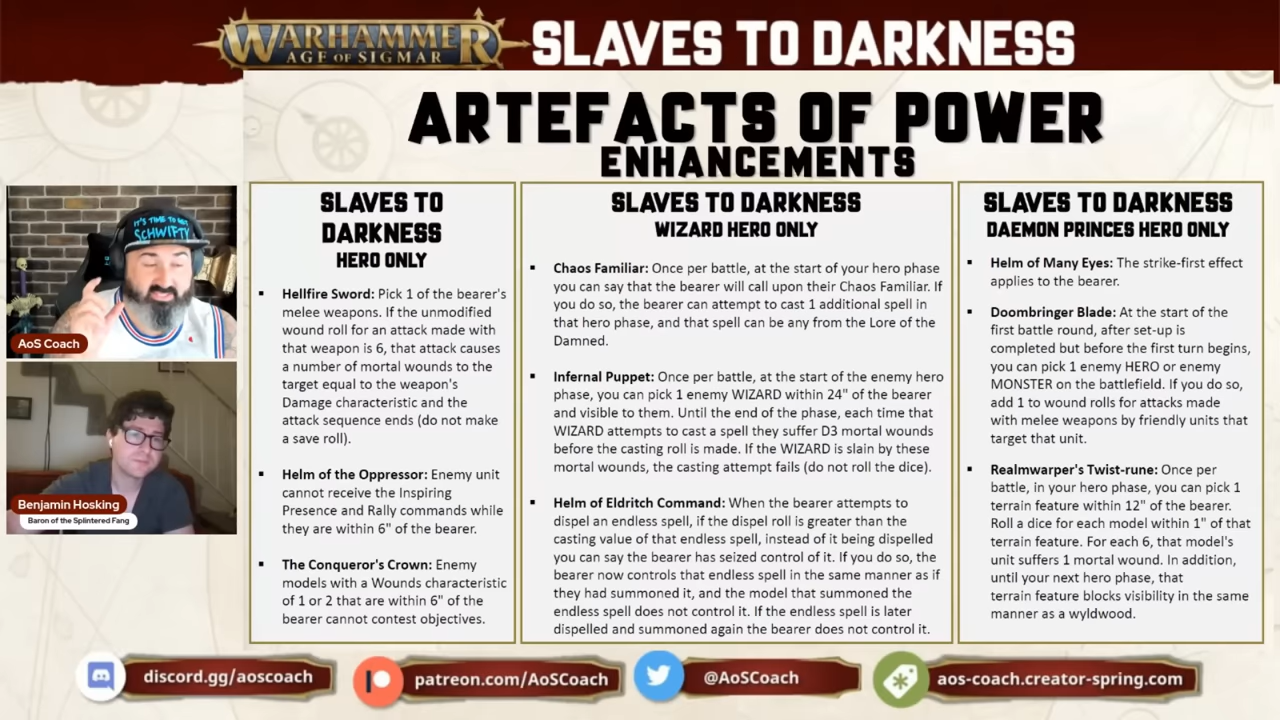 WARHAMMER
AGE OF SIGMAR
SLAVES TO DARKNESS
ARTEFACTS OF POWER
ENHANCEMENTS
IT'S TIME TO GET
SCHWIFTY
AoS Coach
Benjamin Hosking
Baron of the Splintered Fang
SLAVES TO
DARKNESS
HERO ONLY
▪ Hellfire Sword: Pick 1 of the bearer's
melee weapons. If the unmodified
wound roll for an attack made with
that weapon is 6, that attack causes
a number of mortal wounds to the
target equal to the weapon's
Damage characteristic and the
attack sequence ends (do not make
a save roll).
▪ Helm of the Oppressor: Enemy unit
cannot receive the Inspiring
Presence and Rally commands while
they are within 6" of the bearer.
▪ The Conqueror's Crown: Enemy
models with a Wounds characteristic
of 1 or 2 that are within 6" of the
bearer cannot contest objectives.
SLAVES TO DARKNESS
WIZARD HERO ONLY
▪ Chaos Familiar: Once per battle, at the start of your hero phase
you can say that the bearer will call upon their Chaos Familiar. If
you do so, the bearer can attempt to cast 1 additional spell in
that hero phase, and that spell can be any from the Lore of the
Damned.
▪ Infernal Puppet: Once per battle, at the start of the enemy hero
phase, you can pick 1 enemy WIZARD within 24" of the bearer
and visible to them. Until the end of the phase, each time that
WIZARD attempts to cast a spell they suffer D3 mortal wounds
before the casting roll is made. If the WIZARD is slain by these
mortal wounds, the casting attempt fails (do not roll the dice).
▪ Helm of Eldritch Command: When the bearer attempts to
dispel an endless spell, if the dispel roll is greater than the
casting value of that endless spell, instead of it being dispelled
you can say the bearer has seized control of it. If you do so, the
bearer now controls that endless spell in the same manner as if
they had summoned it, and the model that summoned the
endless spell does not control it. If the endless spell is later
dispelled and summoned again the bearer does not control it.
SLAVES TO DARKNESS
DAEMON PRINCES HERO ONLY
▪ Helm of Many Eyes: The strike-first effect
applies to the bearer.
▪ Doombringer Blade: At the start of the
first battle round, after set-up is
completed but before the first turn begins,
you can pick 1 enemy HERO or enemy
MONSTER on the battlefield. If you do so,
add 1 to wound rolls for attacks made
with melee weapons by friendly units that
target that unit.
▪ Realmwarper's Twist-rune: Once per
battle, in your hero phase, you can pick 1
terrain feature within 12" of the bearer.
Roll a dice for each model within 1" of that
terrain feature. For each 6, that model's
unit suffers 1 mortal wound. In addition,
until your next hero phase, that
terrain feature blocks visibility in the same
manner as a wyldwood.
discord.gg/aoscoach
patreon.com/AoSCoach
@AoSCoach
aos-coach.creator-spring.com